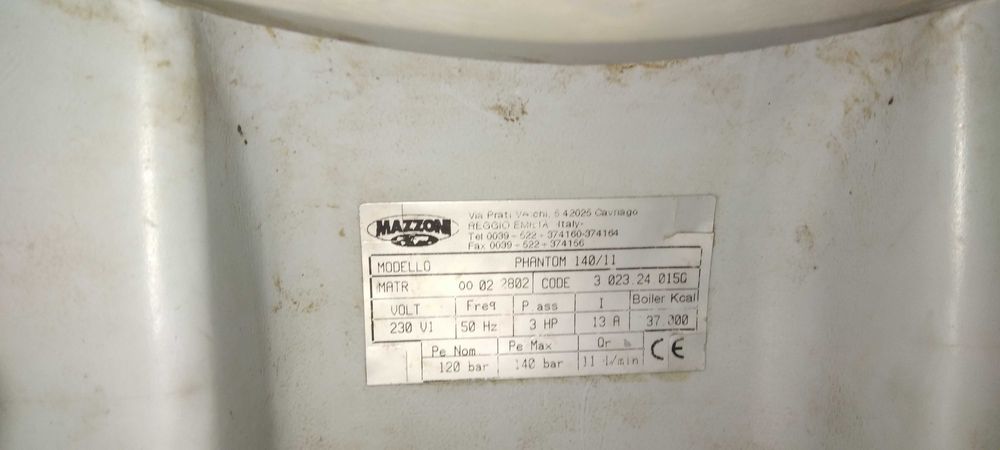 MAZZONI
Via Prati Vecchi, 5 42025 Cavriago
REGGIO EMILIA -Italy-
Tel 0039 - 522 - 374160-374164
Fax 0039 - 522 - 374156
MODELLO PHANTOM 140/11
MATR. 00 02 2802 CODE 3 023.24 015G
VOLT Freq P.ass I Boiler Kcal
230 V1 50 Hz 3 HP 13 A 37.000
Pe Nom Pe Max CE
120 bar 140 bar 11 l/min